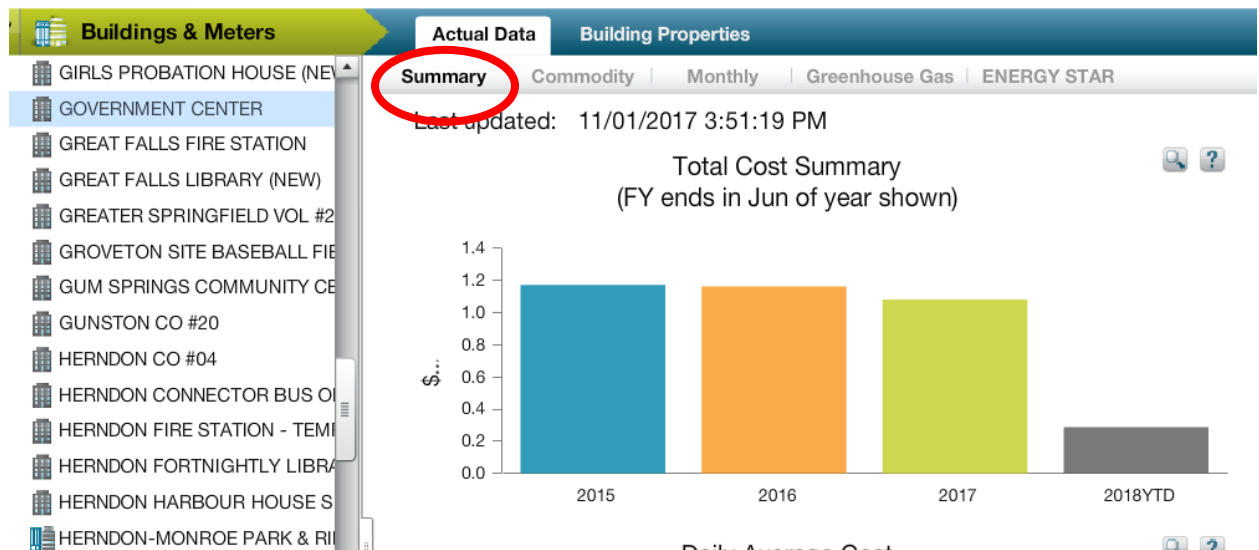 Buildings & Meters
Actual Data
Building Properties
GIRLS PROBATION HOUSE (NEW
GOVERNMENT CENTER
GREAT FALLS FIRE STATION
GREAT FALLS LIBRARY (NEW)
GREATER SPRINGFIELD VOL #2
GROVETON SITE BASEBALL FIE
GUM SPRINGS COMMUNITY CE
GUNSTON CO #20
HERNDON CO #04
HERNDON CONNECTOR BUS
HERNDON FIRE STATION - TEM
HERNDON FORTNIGHTLY LIBRA
HERNDON HARBOUR HOUSE S
HERNDON-MONROE PARK & RI
Summary Commodity Monthly Greenhouse Gas ENERGY STAR
Last updated: 11/01/2017 3:51:19 PM
Total Cost Summary
(FY ends in Jun of year shown)
$...
1.4
1.2
1.0
0.8
0.6
0.4
0.2
0.0
2015 2016 2017 2018YTD
Daily Average Cost